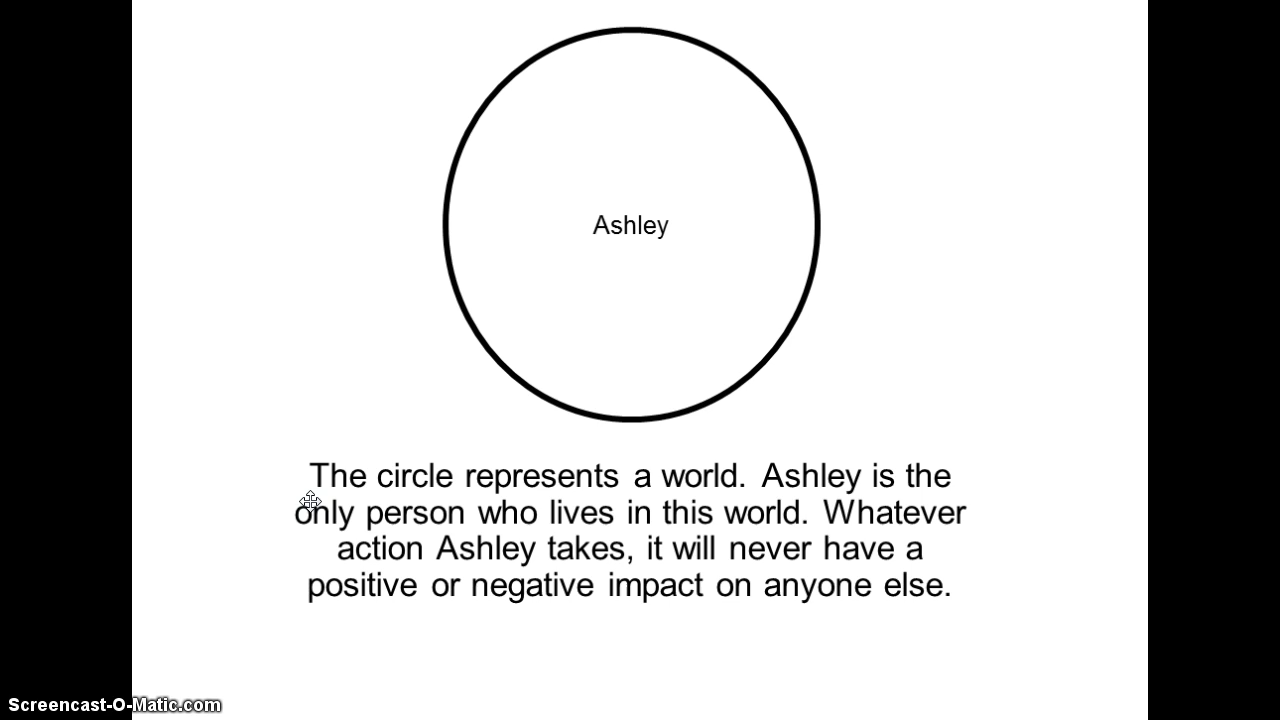 Ashley
The circle represents a world. Ashley is the
only person who lives in this world. Whatever
action Ashley takes, it will never have a
positive or negative impact on anyone else.
Screencast-O-Matic.com